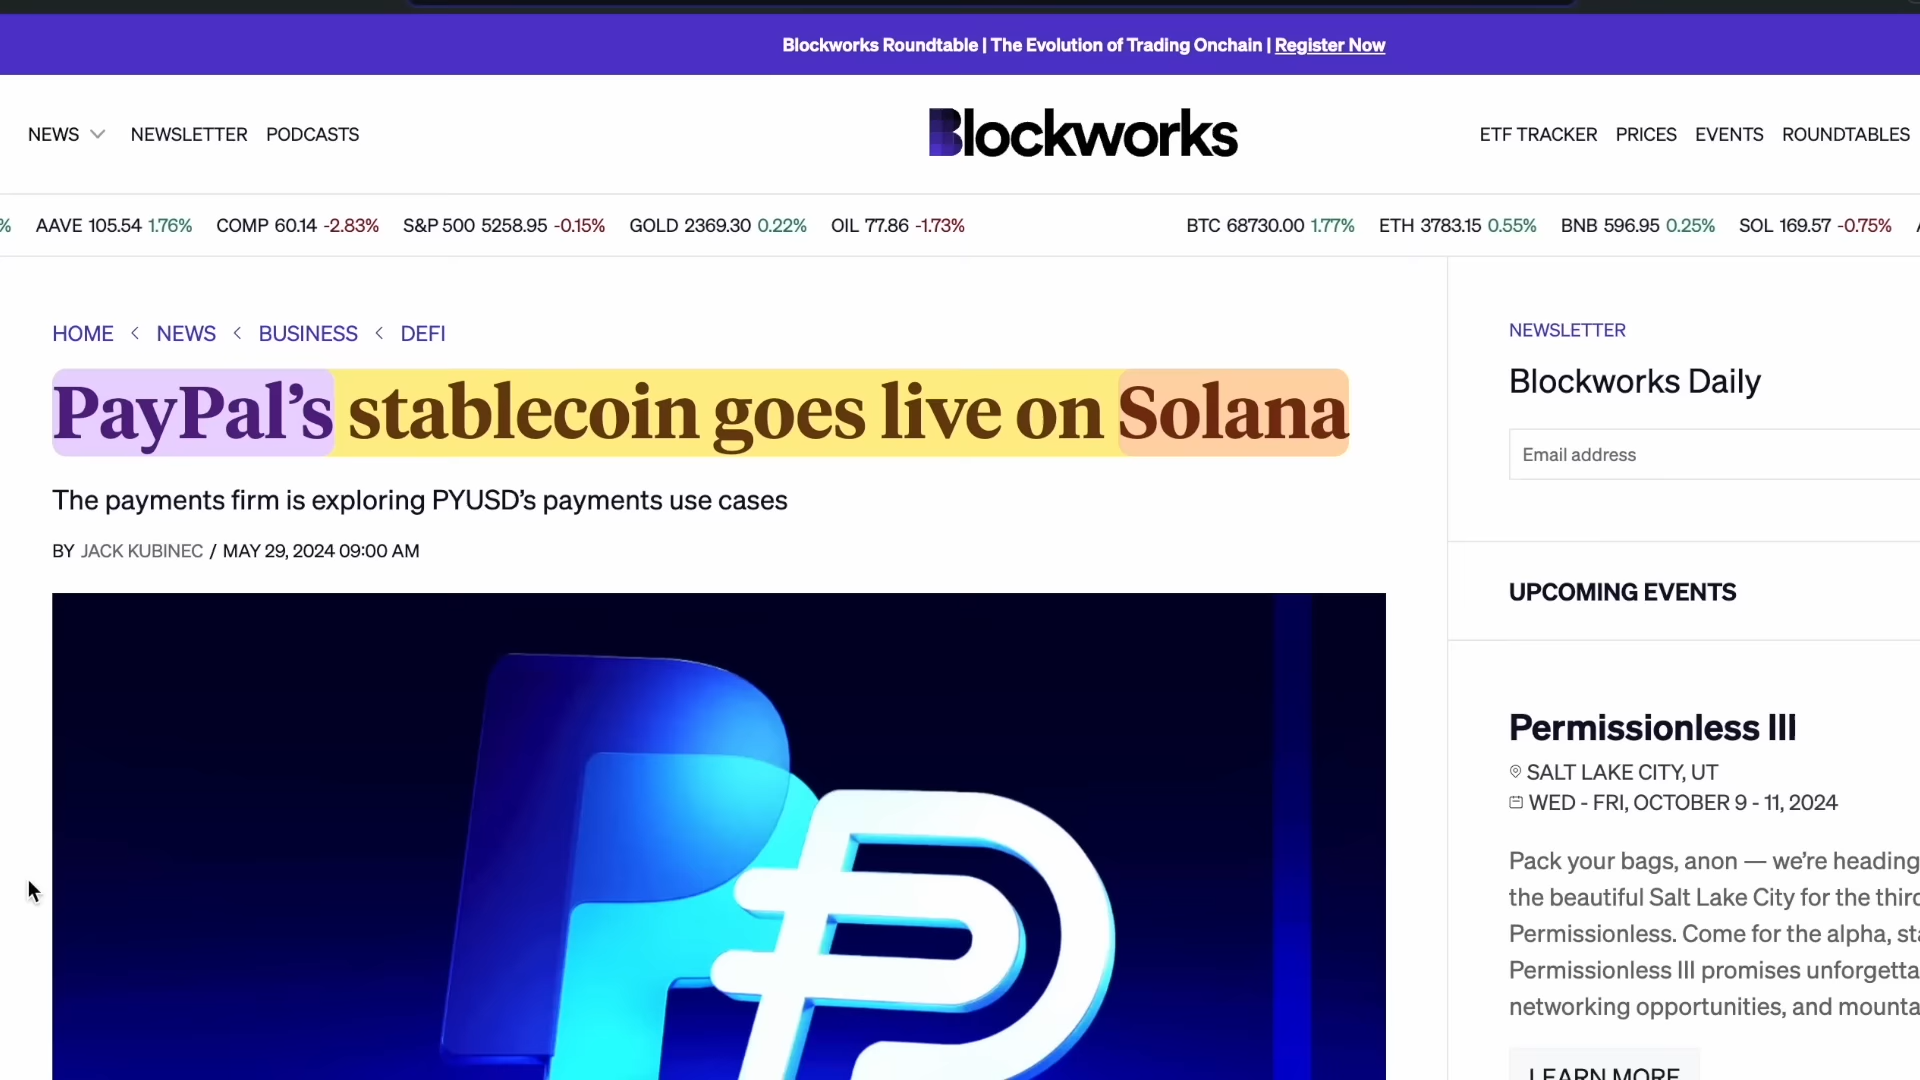 Blockworks Roundtable | The Evolution of Trading Onchain | Register Now
NEWS NEWSLETTER PODCASTS
Blockworks
ETF TRACKER PRICES EVENTS ROUNDTABLES
% AAVE 105.54 1.76% COMP 60.14 -2.83% S&P 500 5258.95 -0.15% GOLD 2369.30 0.22% OIL 77.86 -1.73% BTC 68730.00 1.77% ETH 3783.15 0.55% BNB 596.95 0.25% SOL 169.57 -0.75%
HOME < NEWS < BUSINESS < DEFI
PayPal’s stablecoin goes live on Solana
The payments firm is exploring PYUSD’s payments use cases
BY JACK KUBINEC / MAY 29, 2024 09:00 AM
NEWSLETTER
Blockworks Daily
Email address
UPCOMING EVENTS
Permissionless III
SALT LAKE CITY, UT
WED - FRI, OCTOBER 9 - 11, 2024
Pack your bags, anon — we’re heading
the beautiful Salt Lake City for the
Permissionless. Come for the alpha,
Permissionless III promises
networking opportunities, and
LEARN MORE